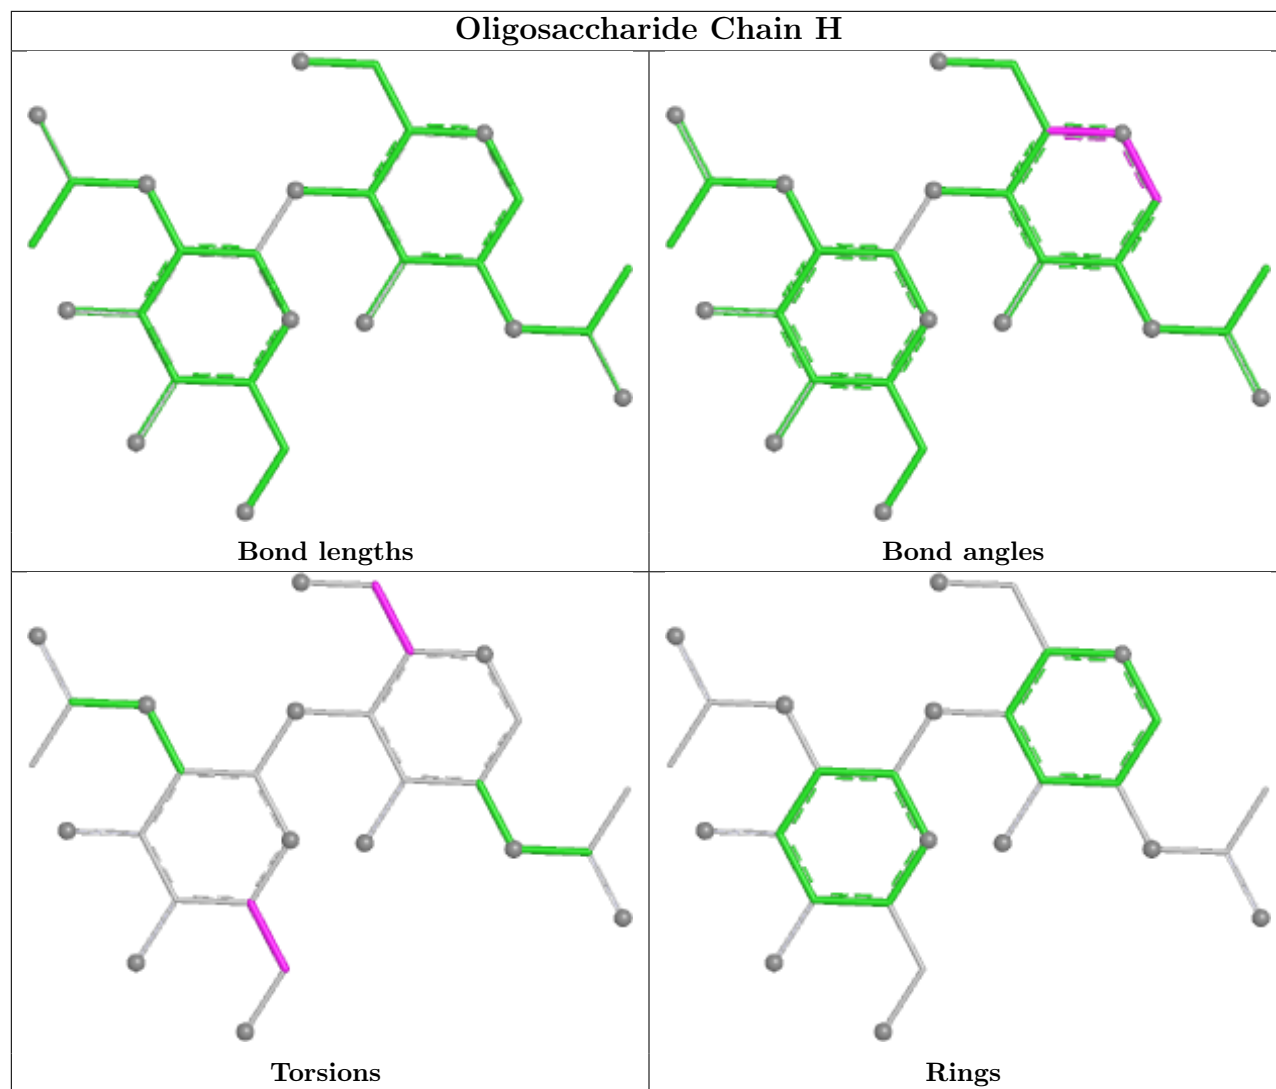 Oligosaccharide Chain H
Bond lengths
Bond angles
Torsions
Rings